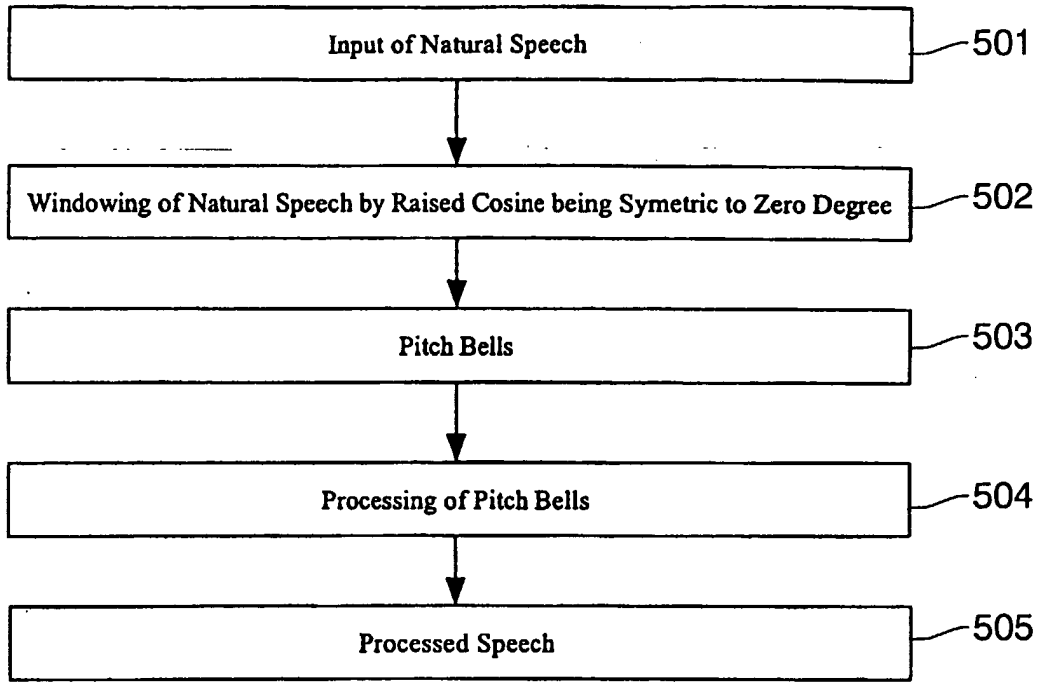 Input of Natural Speech
501
Windowing of Natural Speech by Raised Cosine being Symetric to Zero Degree
502
Pitch Bells
503
Processing of Pitch Bells
504
Processed Speech
505